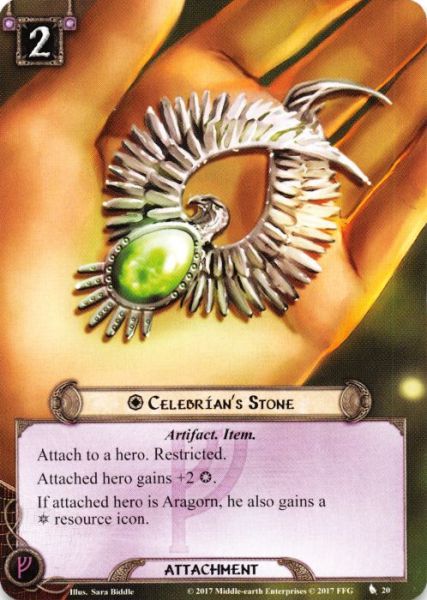 2
Celebrían's Stone
Artifact. Item.
Attach to a hero. Restricted.
Attached hero gains +2 .
If attached hero is Aragorn, he also gains a
resource icon.
ATTACHMENT
Illus. Sara Biddle
© 2017 Middle-earth Enterprises © 2017 FFG
20